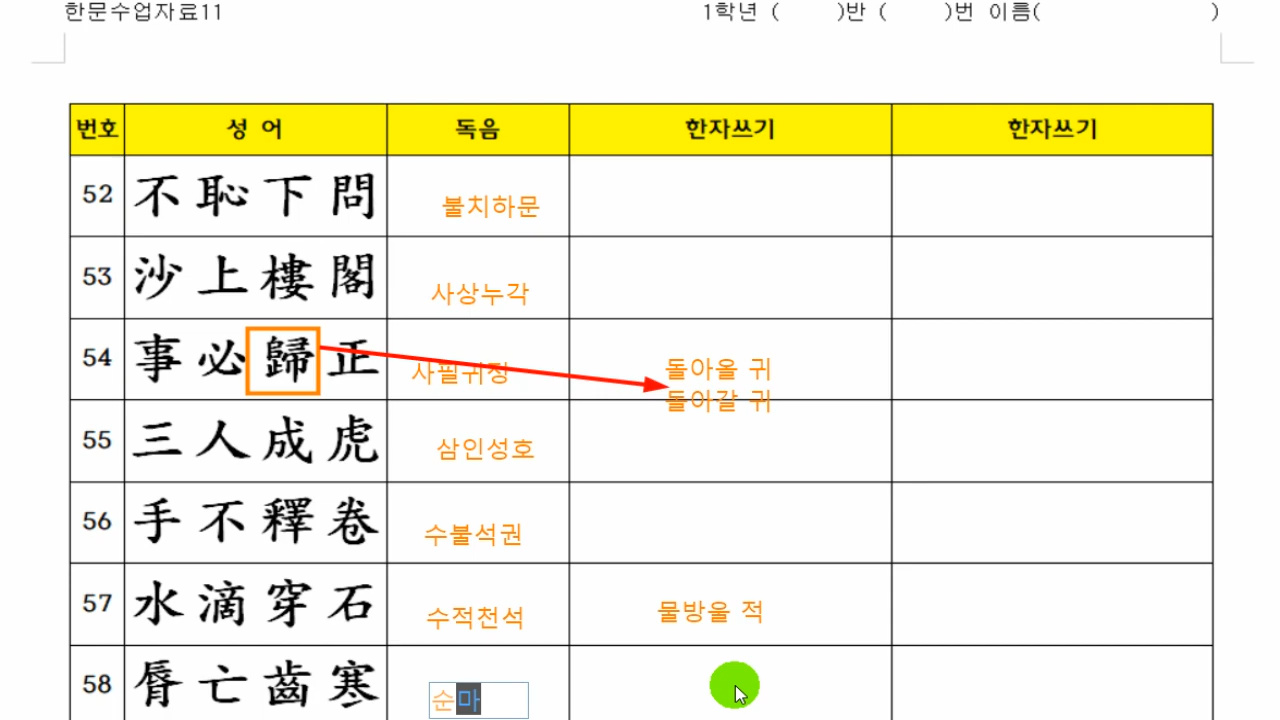 한문수업자료11 1학년 ( )반 ( )번 이름( )
번호 성 어 독음 한자쓰기 한자쓰기
52 不恥下問 불치하문
53 沙上樓閣 사상누각
54 事必歸正 사필귀정 돌아올 귀
돌아갈 귀
55 三人成虎 삼인성호
56 手不釋卷 수불석권
57 水滴穿石 수적천석 물방울 적
58 脣亡齒寒 순마